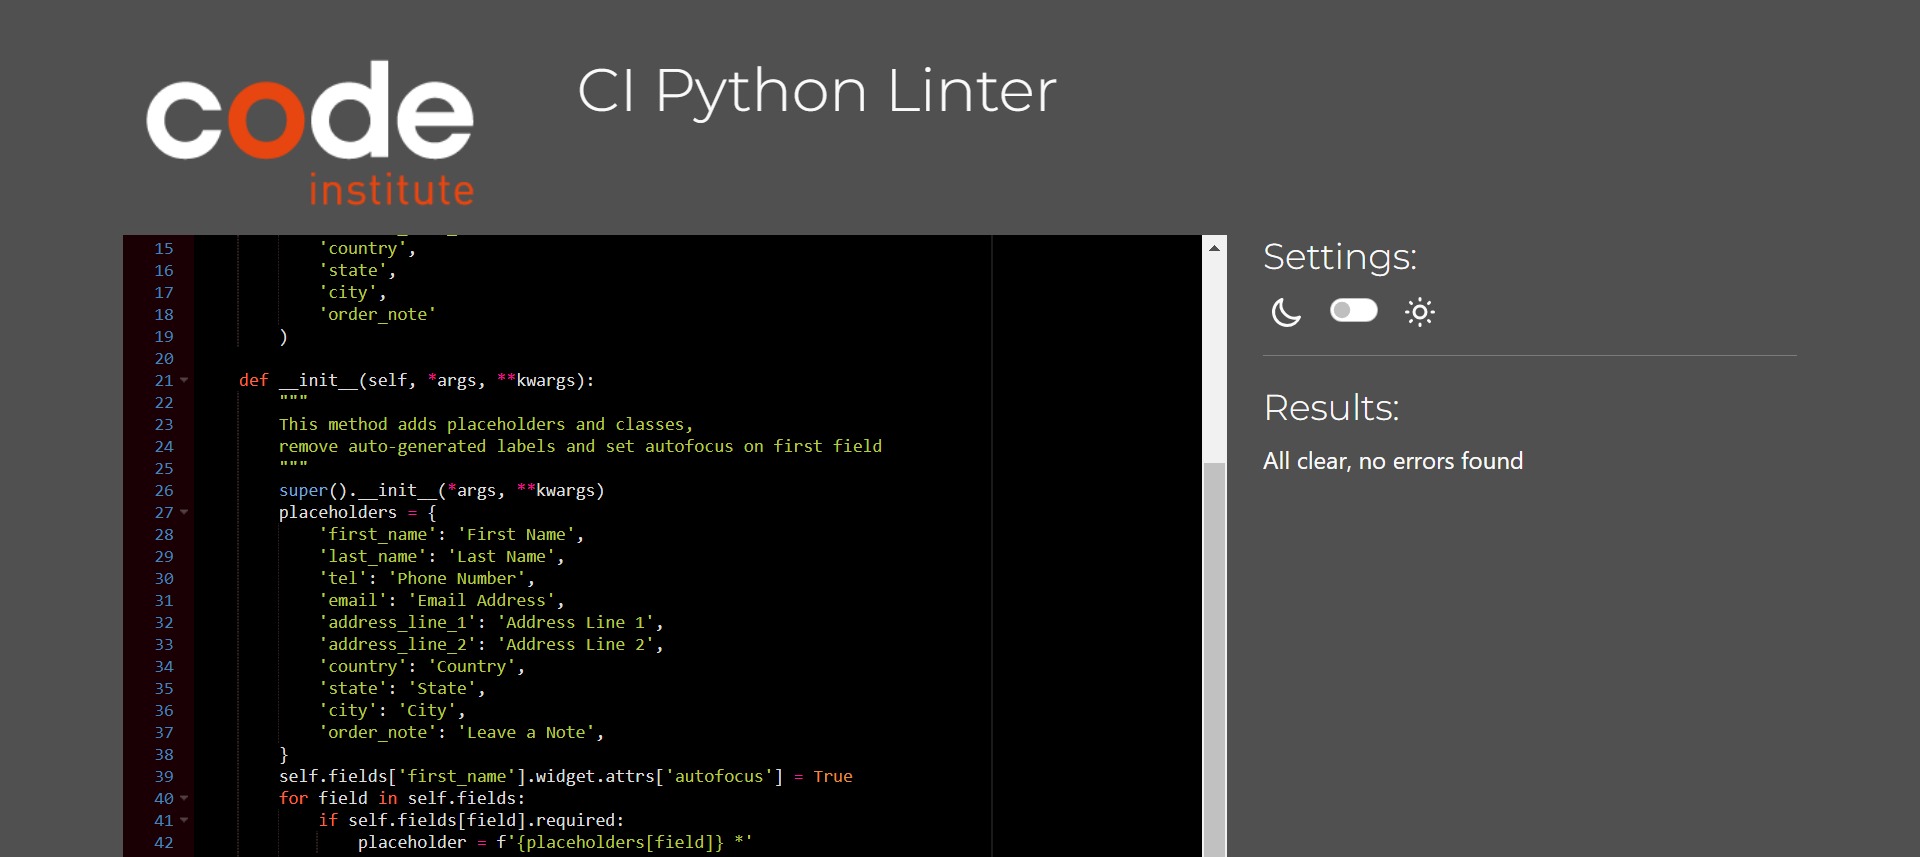 code
institute
CI Python Linter
15 'country',
16 'state',
17 'city',
18 'order_note'
19 )
20
21 def __init__(self, *args, **kwargs):
22 """
23 This method adds placeholders and classes,
24 remove auto-generated labels and set autofocus on first field
25 """
26 super().__init__(*args, **kwargs)
27 placeholders = {
28 'first_name': 'First Name',
29 'last_name': 'Last Name',
30 'tel': 'Phone Number',
31 'email': 'Email Address',
32 'address_line_1': 'Address Line 1',
33 'address_line_2': 'Address Line 2',
34 'country': 'Country',
35 'state': 'State',
36 'city': 'City',
37 'order_note': 'Leave a Note',
38 }
39 self.fields['first_name'].widget.attrs['autofocus'] = True
40 for field in self.fields:
41 if self.fields[field].required:
42 placeholder = f'{placeholders[field]} *'
Settings:
Results:
All clear, no errors found